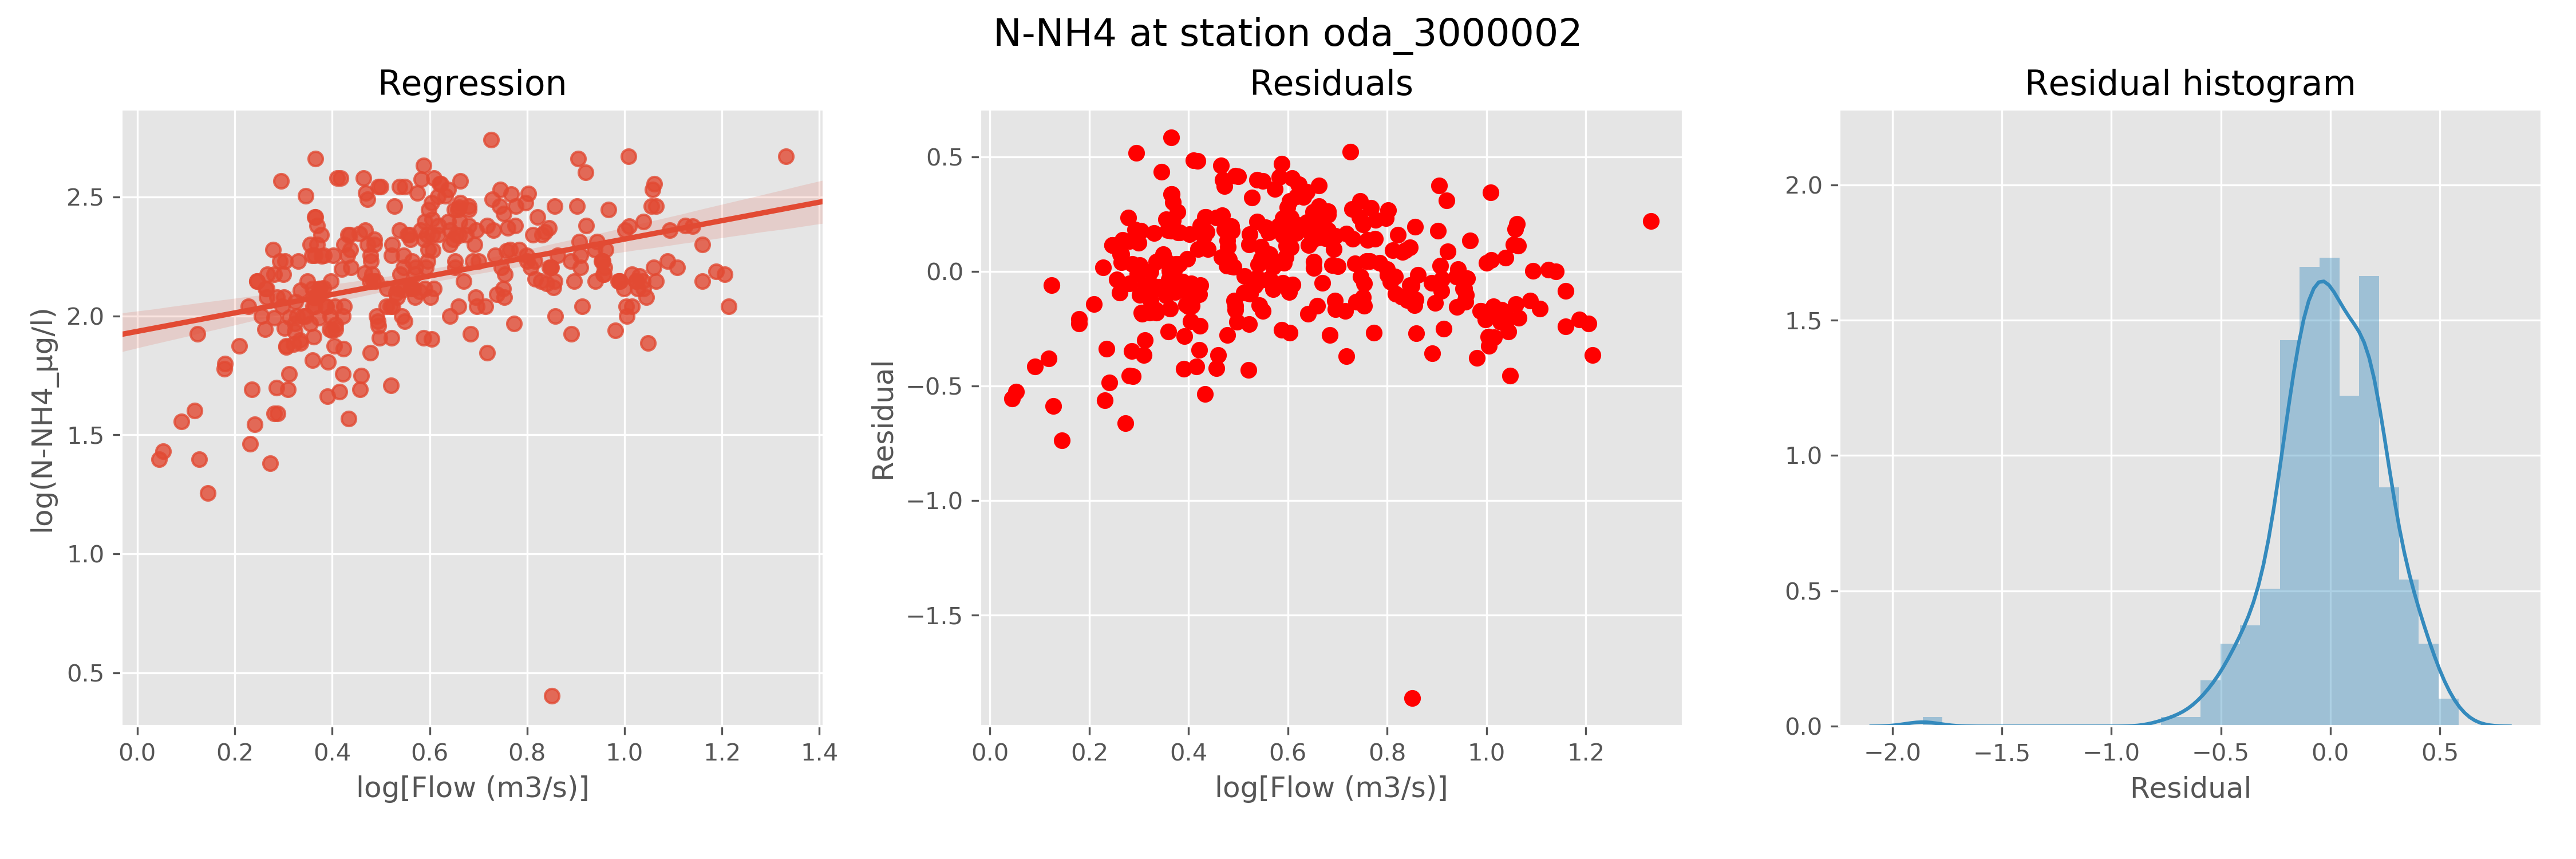 N-NH4 at station oda_3000002
Regression
Residuals
Residual histogram
log(N-NH4_µg/l)
2.5
2.0
1.5
1.0
0.5
0.0 0.2 0.4 0.6 0.8 1.0 1.2 1.4
log[Flow (m3/s)]
Residual
0.5
0.0
−0.5
−1.0
−1.5
0.0 0.2 0.4 0.6 0.8 1.0 1.2
log[Flow (m3/s)]
2.0
1.5
1.0
0.5
0.0
−2.0 −1.5 −1.0 −0.5 0.0 0.5
Residual